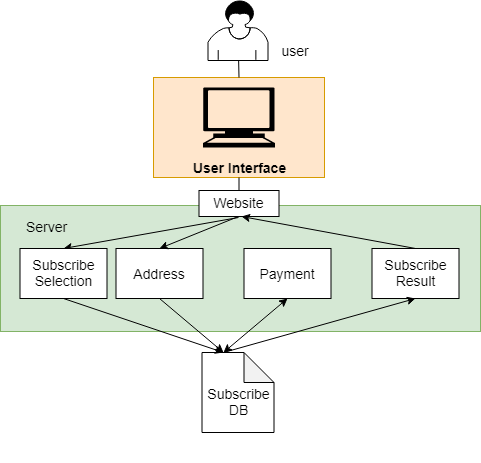 user
User Interface
Website
Server
Subscribe
Selection
Address
Payment
Subscribe
Result
Subscribe
DB